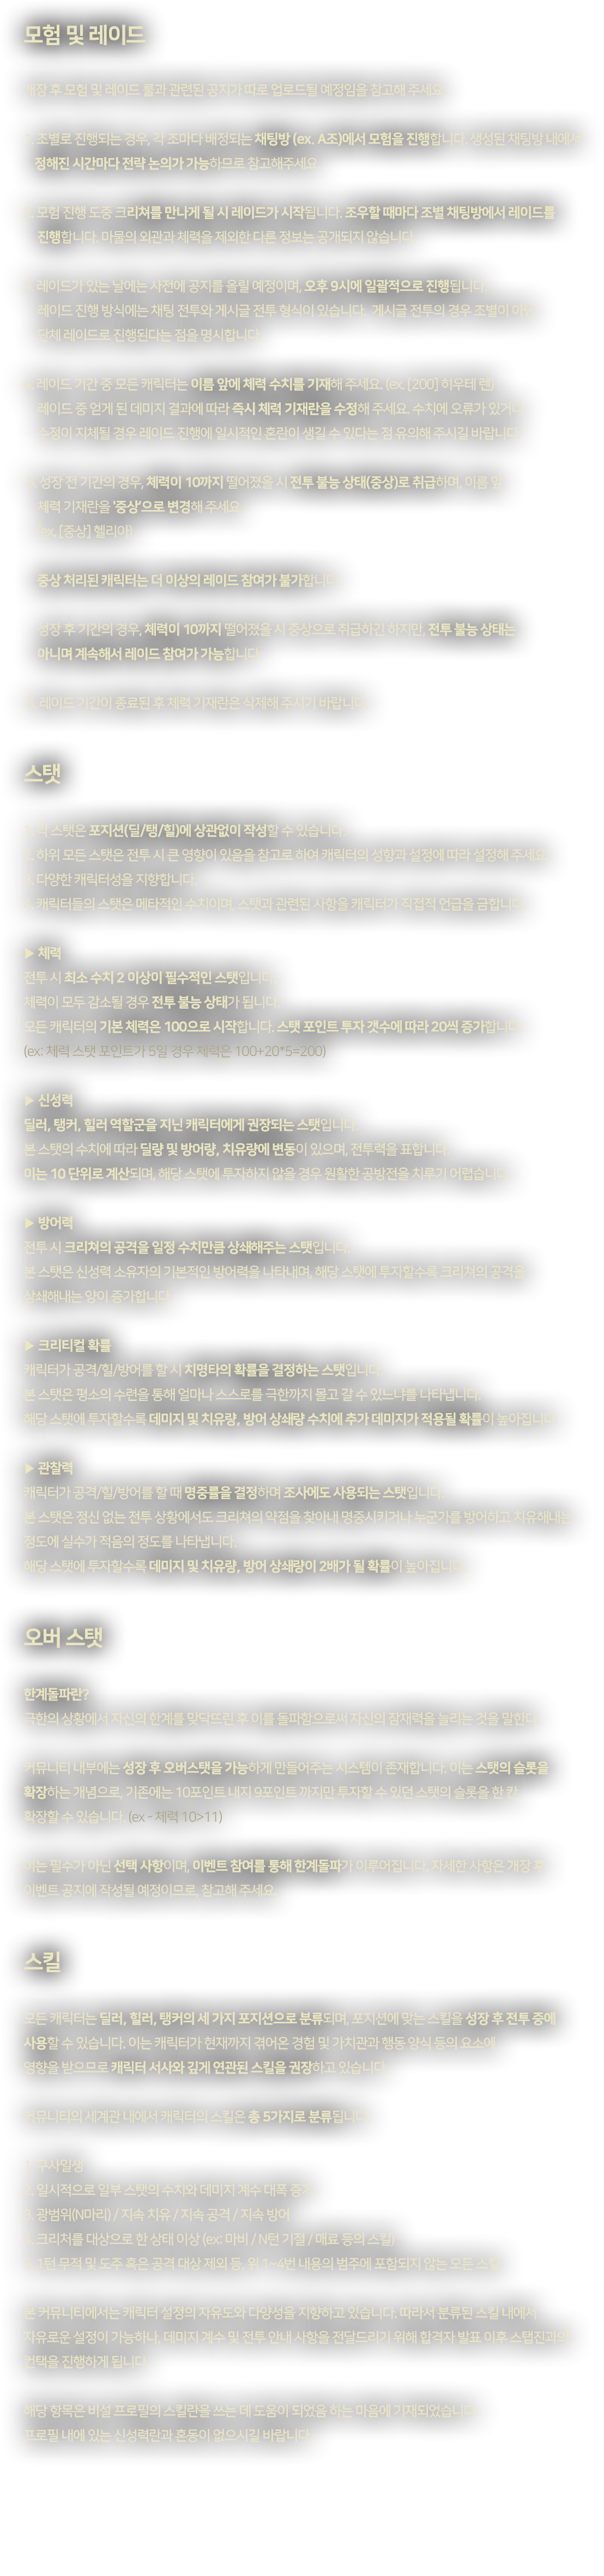 모험 및 레이드
개장 후 모험 및 레이드 룰과 관련된 공지가 따로 업로드될 예정임을 참고해 주세요.
조별로 진행되는 경우, 각 조마다 배정되는 채팅방 (ex. A조)에서 모험을 진행합니다. 생성된 채팅방 내에서
정해진 시간마다 전략 논의가 가능하므로 참고해주세요.
모험 진행 도중 크리쳐를 만나게 될 시 레이드가 시작됩니다. 조우할 때마다 조별 채팅방에서 레이드를
진행합니다. 마물의 외관과 체력을 제외한 다른 정보는 공개되지 않습니다.
레이드가 있는 날에는 사전에 공지를 올릴 예정이며, 오후 9시에 일괄적으로 진행됩니다.
레이드 진행 방식에는 채팅 전투와 게시글 전투 형식이 있습니다. 게시글 전투의 경우 조별이 아닌
단체 레이드로 진행된다는 점을 명시합니다.
레이드 기간 중 모든 캐릭터는 이름 앞에 체력 수치를 기재해 주세요. (ex. [200] 히우테 렌)
레이드 중 얻게 된 데미지 결과에 따라 즉시 체력 기재란을 수정해 주세요. 수치에 오류가 있거나
수정이 지체될 경우 레이드 진행에 일시적인 혼란이 생길 수 있다는 점 유의해 주시길 바랍니다.
성장 전 기간의 경우, 체력이 10까지 떨어졌을 시 전투 불능 상태(중상)로 취급하며, 이름 앞
체력 기재란을 '중상'으로 변경해 주세요.
(ex. [중상] 헬리아)
중상 처리된 캐릭터는 더 이상의 레이드 참여가 불가합니다.
성장 후 기간의 경우, 체력이 10까지 떨어졌을 시 중상으로 취급하긴 하지만, 전투 불능 상태는
아니며 계속해서 레이드 참여가 가능합니다.
레이드 기간이 종료된 후 체력 기재란은 삭제해 주시기 바랍니다.
스탯
각 스탯은 포지션(딜/탱/힐)에 상관없이 작성할 수 있습니다.
하위 모든 스탯은 전투 시 큰 영향이 있음을 참고로 하여 캐릭터의 성향과 설정에 따라 설정해 주세요.
다양한 캐릭터성을 지향합니다.
캐릭터들의 스탯은 메타적인 수치이며, 스탯과 관련된 사항을 캐릭터가 직접적 언급을 금합니다.
▶ 체력
전투 시 최소 수치 2 이상이 필수적인 스탯입니다.
체력이 모두 감소될 경우 전투 불능 상태가 됩니다.
모든 캐릭터의 기본 체력은 100으로 시작합니다. 스탯 포인트 투자 갯수에 따라 20씩 증가합니다.
(ex: 체력 스탯 포인트가 5일 경우 체력은 100+20*5=200)
▶ 신성력
딜러, 탱커, 힐러 역할군을 지닌 캐릭터에게 권장되는 스탯입니다.
본 스탯의 수치에 따라 딜량 및 방어량, 치유량에 변동이 있으며, 전투력을 표합니다.
이는 10 단위로 계산되며, 해당 스탯에 투자하지 않을 경우 원활한 공방전을 치루기 어렵습니다.
▶ 방어력
전투 시 크리쳐의 공격을 일정 수치만큼 상쇄해주는 스탯입니다.
본 스탯은 신성력 소유자의 기본적인 방어력을 나타내며, 해당 스탯에 투자할수록 크리쳐의 공격을
상쇄해내는 양이 증가합니다.
▶ 크리티컬 확률
캐릭터가 공격/힐/방어를 할 시 치명타의 확률을 결정하는 스탯입니다.
본 스탯은 평소의 수련을 통해 얼마나 스스로를 극한까지 몰고 갈 수 있느냐를 나타냅니다.
해당 스탯에 투자할수록 데미지 및 치유량, 방어 상쇄량 수치에 추가 데미지가 적용될 확률이 높아집니다.
▶ 관찰력
캐릭터가 공격/힐/방어를 할 때 명중률을 결정하며 조사에도 사용되는 스탯입니다.
본 스탯은 정신 없는 전투 상황에서도 크리쳐의 약점을 찾아내 명중시키거나 누군가를 방어하고 치유해내는
정도에 실수가 적음의 정도를 나타냅니다.
해당 스탯에 투자할수록 데미지 및 치유량, 방어 상쇄량이 2배가 될 확률이 높아집니다.
오버 스탯
한계돌파란?
극한의 상황에서 자신의 한계를 맞닥뜨린 후 이를 돌파함으로써 자신의 잠재력을 늘리는 것을 말한다.
커뮤니티 내부에는 성장 후 오버스탯을 가능하게 만들어주는 시스템이 존재합니다. 이는 스탯의 슬롯을
확장하는 개념으로, 기존에는 10포인트 내지 9포인트 까지만 투자할 수 있던 스탯의 슬롯을 한 칸
확장할 수 있습니다. (ex - 체력 10>11)
이는 필수가 아닌 선택 사항이며, 이벤트 참여를 통해 한계돌파가 이루어집니다. 자세한 사항은 개장 후
이벤트 공지에 작성될 예정이므로, 참고해 주세요.
스킬
모든 캐릭터는 딜러, 힐러, 탱커의 세 가지 포지션으로 분류되며, 포지션에 맞는 스킬을 성장 후 전투 중에
사용할 수 있습니다. 이는 캐릭터가 현재까지 겪어온 경험 및 가치관과 행동 양식 등의 요소에
영향을 받으므로 캐릭터 서사와 깊게 연관된 스킬을 권장하고 있습니다.
커뮤니티의 세계관 내에서 캐릭터의 스킬은 총 5가지로 분류됩니다.
구사일생
일시적으로 일부 스탯의 수치와 데미지 계수 대폭 증가
광범위(N마리) / 지속 치유 / 지속 공격 / 지속 방어
크리처를 대상으로 한 상태 이상 (ex: 마비 / N턴 기절 / 매료 등의 스킬)
1턴 무적 및 도주 혹은 공격 대상 제외 등, 위 1~4번 내용의 범주에 포함되지 않는 모든 스킬
본 커뮤니티에서는 캐릭터 설정의 자유도와 다양성을 지향하고 있습니다. 따라서 분류된 스킬 내에서
자유로운 설정이 가능하나, 데미지 계수 및 전투 안내 사항을 전달드리기 위해 합격자 발표 이후 스탭진과의
컨택을 진행하게 됩니다.
해당 항목은 비설 프로필의 스킬란을 쓰는 데 도움이 되었음 하는 마음에 기재되었습니다.
프로필 내에 있는 신성력란과 혼동이 없으시길 바랍니다.